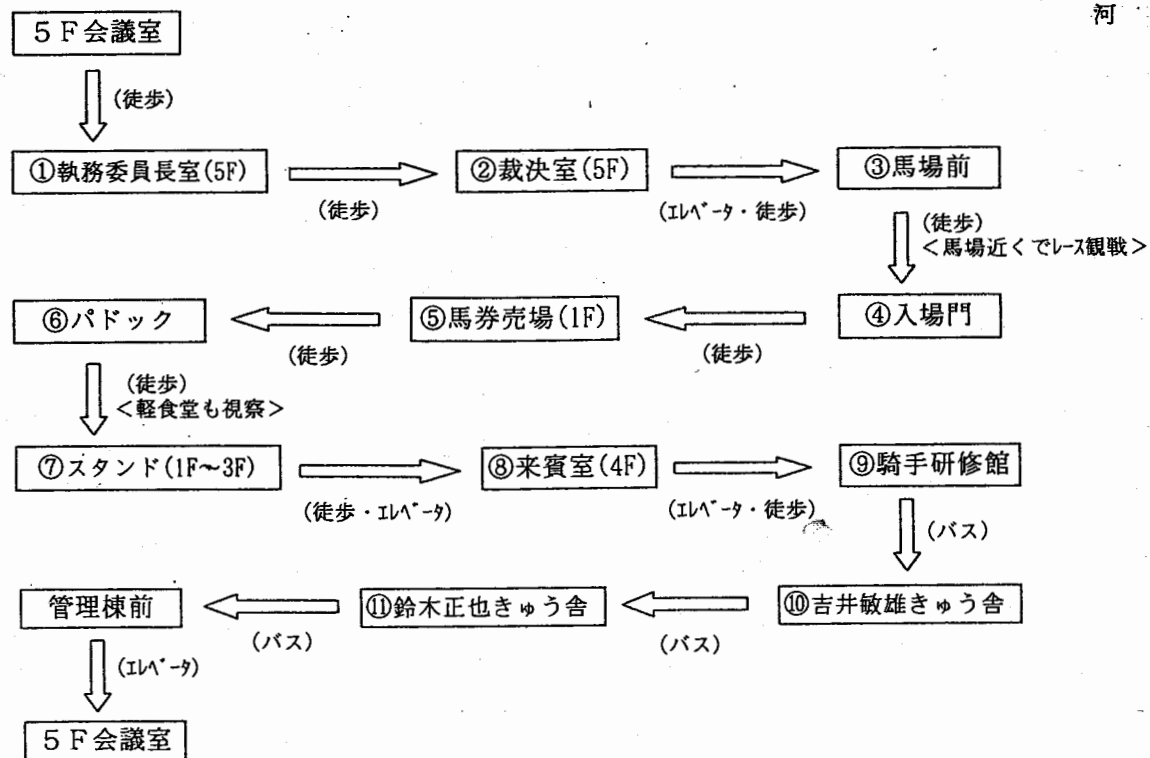 河
5F会議室
(徒歩)
①執務委員長室(5F)
(徒歩)
②裁決室(5F)
(ｴﾚﾍﾞｰﾀ・徒歩)
③馬場前
(徒歩)
<馬場近くでﾚｰｽ観戦>
④入場門
(徒歩)
⑤馬券売場(1F)
(徒歩)
⑥パドック
(徒歩)
<軽食堂も視察>
⑦スタンド(1F～3F)
(徒歩・ｴﾚﾍﾞｰﾀ)
⑧来賓室(4F)
(ｴﾚﾍﾞｰﾀ・徒歩)
⑨騎手研修館
(バス)
⑩吉井敏雄きゅう舎
(バス)
⑪鈴木正也きゅう舎
(バス)
管理棟前
(ｴﾚﾍﾞｰﾀ)
5F会議室